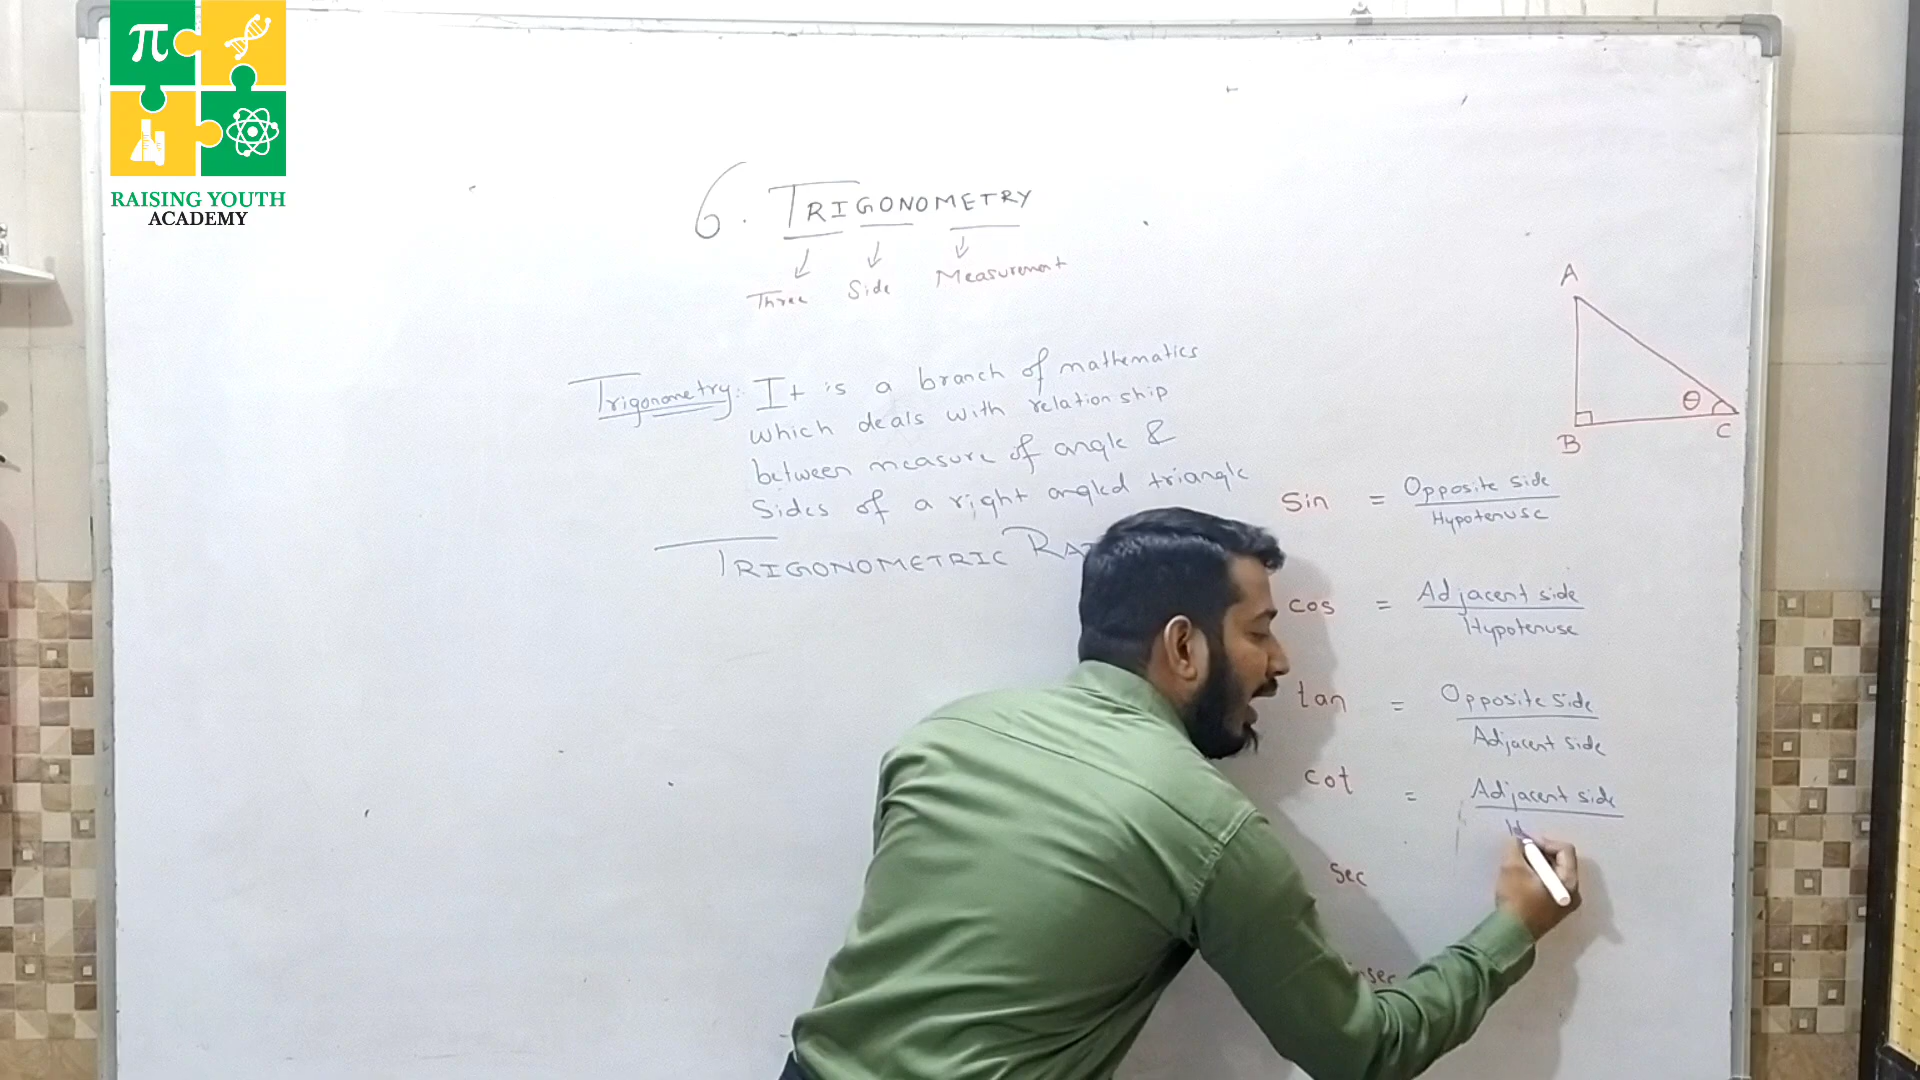 π
RAISING YOUTH
ACADEMY
6. TRIGONOMETRY
Three Side Measurement
Trigonometry: It is a branch of mathematics
which deals with relationship
between measure of angle &
Sides of a right angled triangle
TRIGONOMETRIC
A
B
C
θ
Sin = Opposite side
Hypotenuse
cos = Adjacent side
Hypotenuse
tan = Opposite side
Adjacent side
cot = Adjacent side
Sec